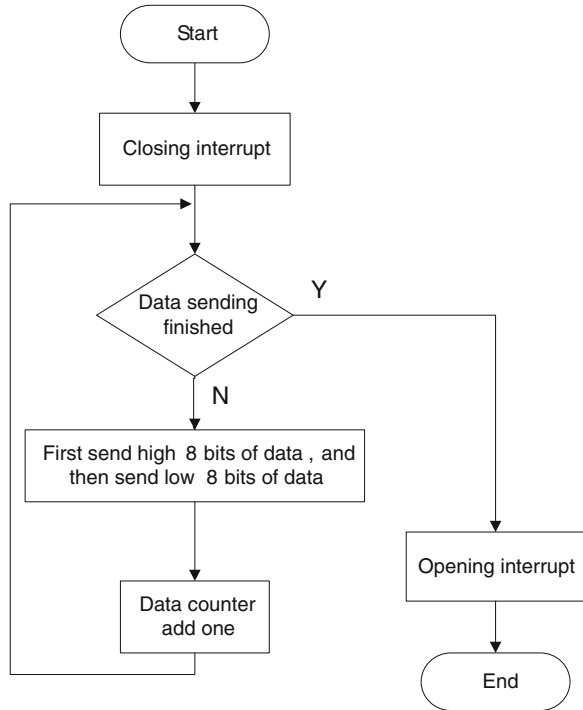 Start
Closing interrupt
Data sending
finished
Y
N
First send high 8 bits of data , and
then send low 8 bits of data
Data counter
add one
Opening interrupt
End